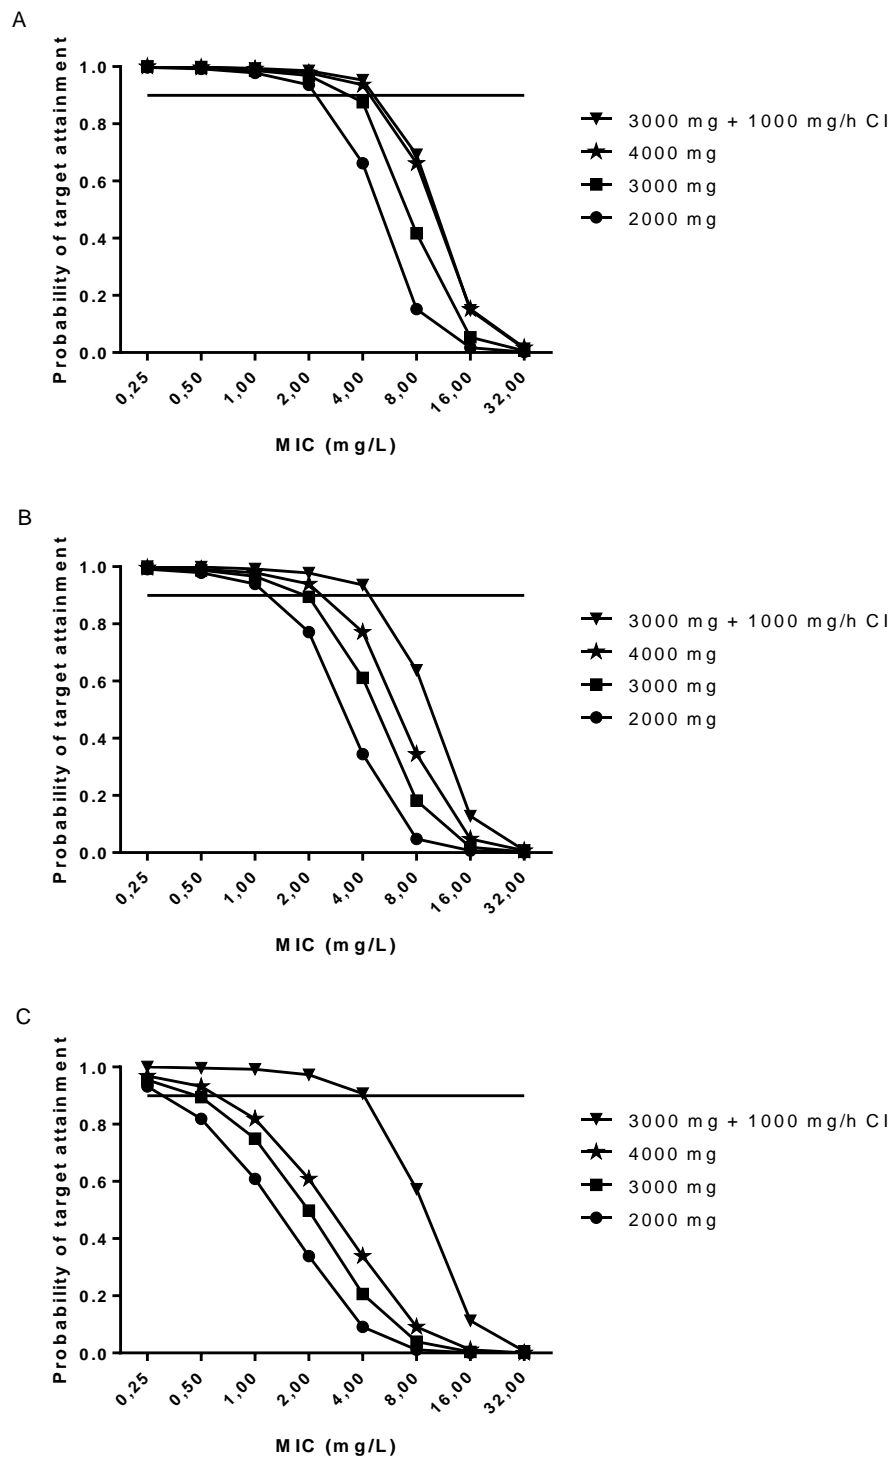 A
Probability of target attainment
1.0
0.8
0.6
0.4
0.2
0.0
0,25
0,50
1,00
2,00
4,00
8,00
16,00
32,00
MIC (mg/L)
3000 mg + 1000 mg/h CI
4000 mg
3000 mg
2000 mg
B
Probability of target attainment
1.0
0.8
0.6
0.4
0.2
0.0
0,25
0,50
1,00
2,00
4,00
8,00
16,00
32,00
MIC (mg/L)
3000 mg + 1000 mg/h CI
4000 mg
3000 mg
2000 mg
C
Probability of target attainment
1.0
0.8
0.6
0.4
0.2
0.0
0,25
0,50
1,00
2,00
4,00
8,00
16,00
32,00
MIC (mg/L)
3000 mg + 1000 mg/h CI
4000 mg
3000 mg
2000 mg